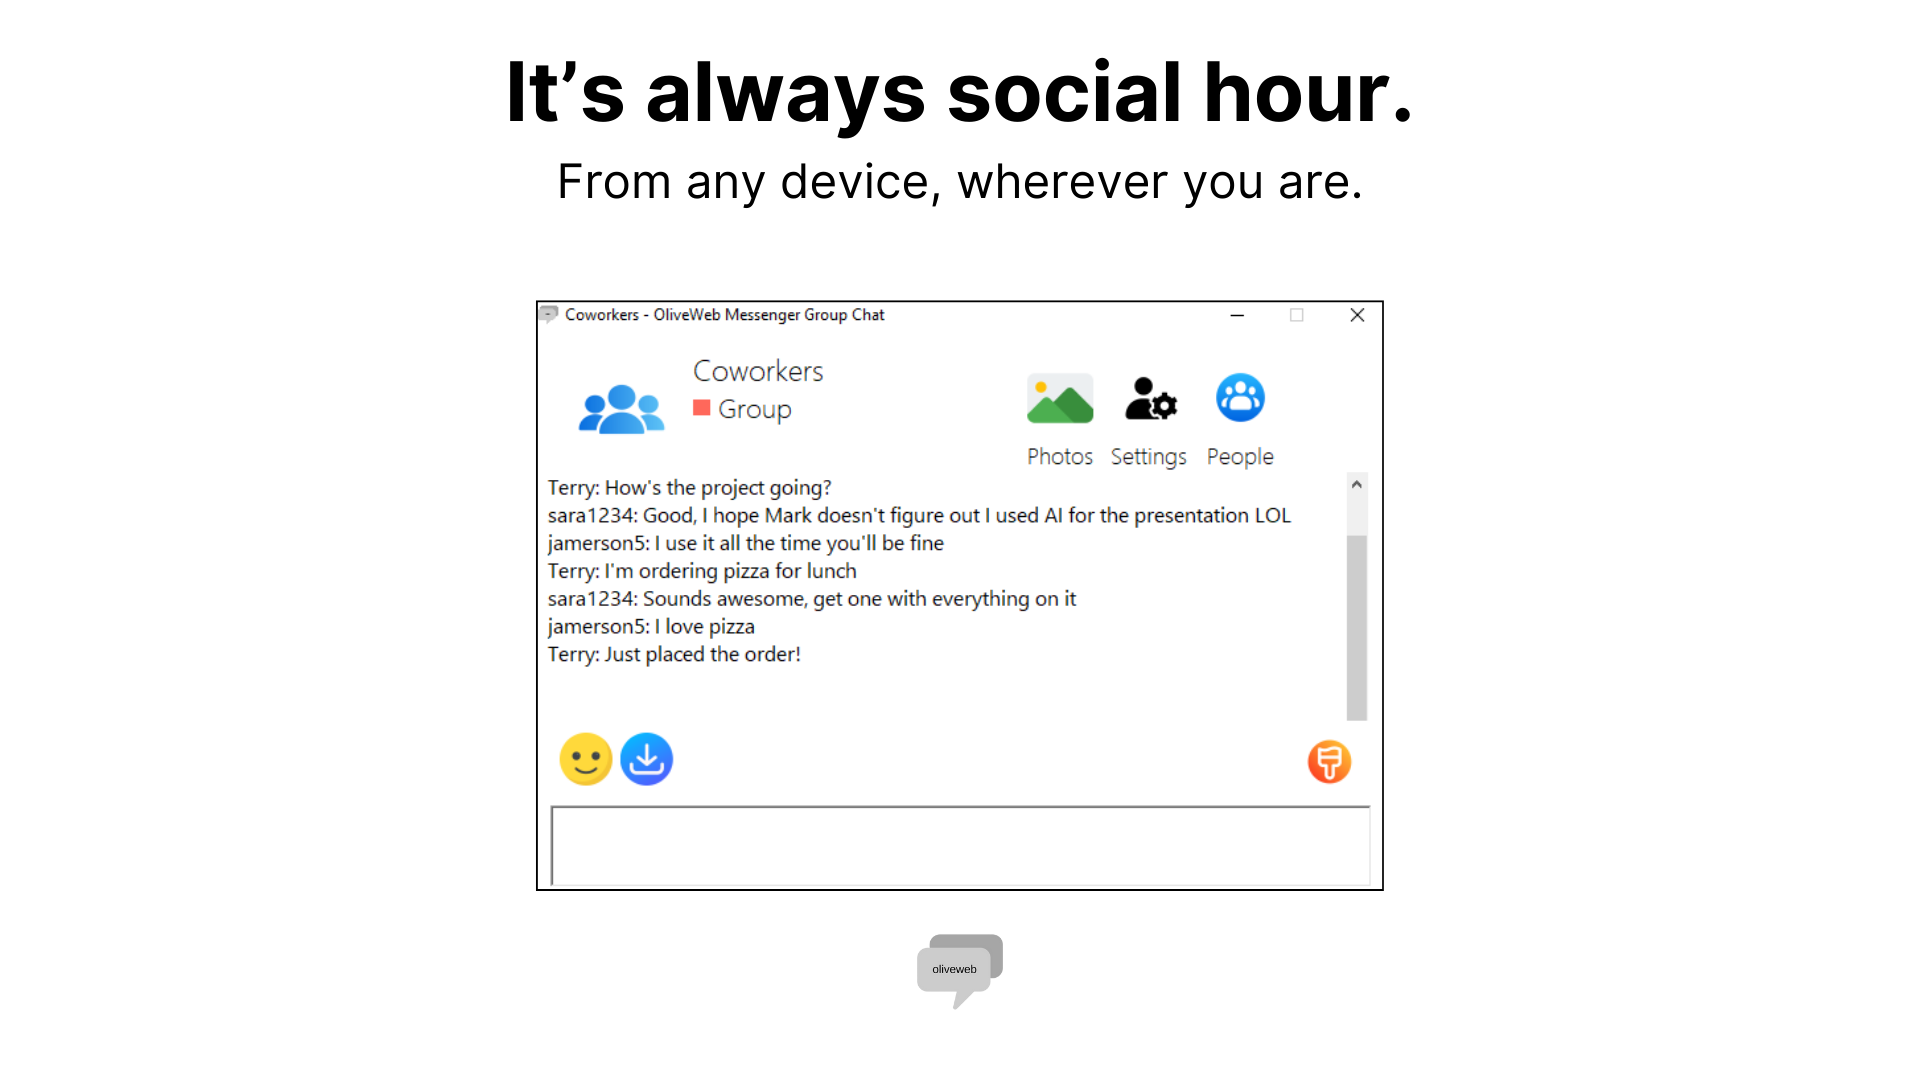 It’s always social hour.
From any device, wherever you are.
Coworkers - OliveWeb Messenger Group Chat
Coworkers
Group
Photos Settings People
Terry: How's the project going?
sara1234: Good, I hope Mark doesn't figure out I used AI for the presentation LOL
jamerson5: I use it all the time you'll be fine
Terry: I'm ordering pizza for lunch
sara1234: Sounds awesome, get one with everything on it
jamerson5: I love pizza
Terry: Just placed the order!
oliveweb